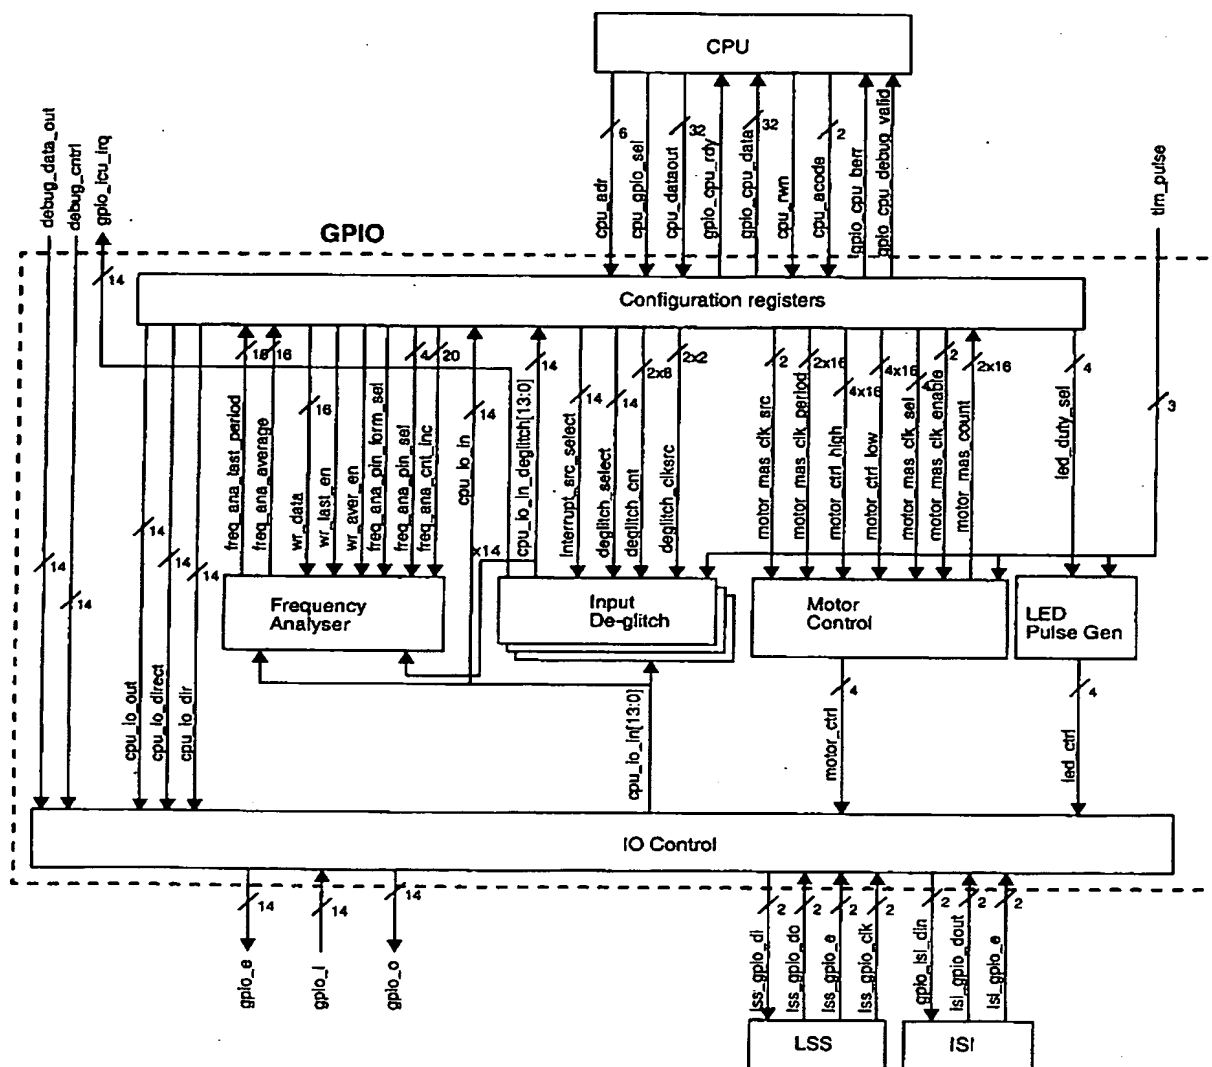 CPU
debug_data_out
debug_cntrl
gpio_icu_irq
cpu_adr
6
cpu_gpio_sel
cpu_dataout
32
gpio_cpu_rdy
gpio_cpu_data
32
cpu_rwn
cpu_acode
2
gpio_cpu_berr
gpio_cpu_debug_valid
tim_pulse
GPIO
14
Configuration registers
freq_ana_last_period
16
freq_ana_average
16
wr_data
16
wr_last_en
wr_aver_en
freq_ana_pin_form_sel
freq_ana_pin_sel
4
freq_ana_cnt_inc
20
cpu_io_in
14
cpu_io_in_deglitch[13:0]
14
x14
interrupt_src_select
14
deglitch_select
14
deglitch_cnt
2x8
deglitch_clksrc
2x2
motor_mas_clk_src
2
motor_mas_clk_period
2x16
motor_ctrl_high
4x16
motor_ctrl_low
4x16
motor_mas_clk_sel
4
motor_mas_clk_enable
2
motor_mas_count
2x16
led_duty_sel
4
3
14
14
14
14
14
Frequency
Analyser
Input
De-glitch
Motor
Control
LED
Pulse Gen
cpu_io_out
cpu_io_direct
cpu_io_dir
cpu_io_in[13:0]
motor_ctrl
4
led_ctrl
4
IO Control
gpio_e
14
gpio_i
14
gpio_o
14
lss_gpio_di
2
lss_gpio_do
2
lss_gpio_e
2
lss_gpio_clk
2
gpio_isi_din
2
isi_gpio_dout
2
isi_gpio_e
2
LSS
ISI